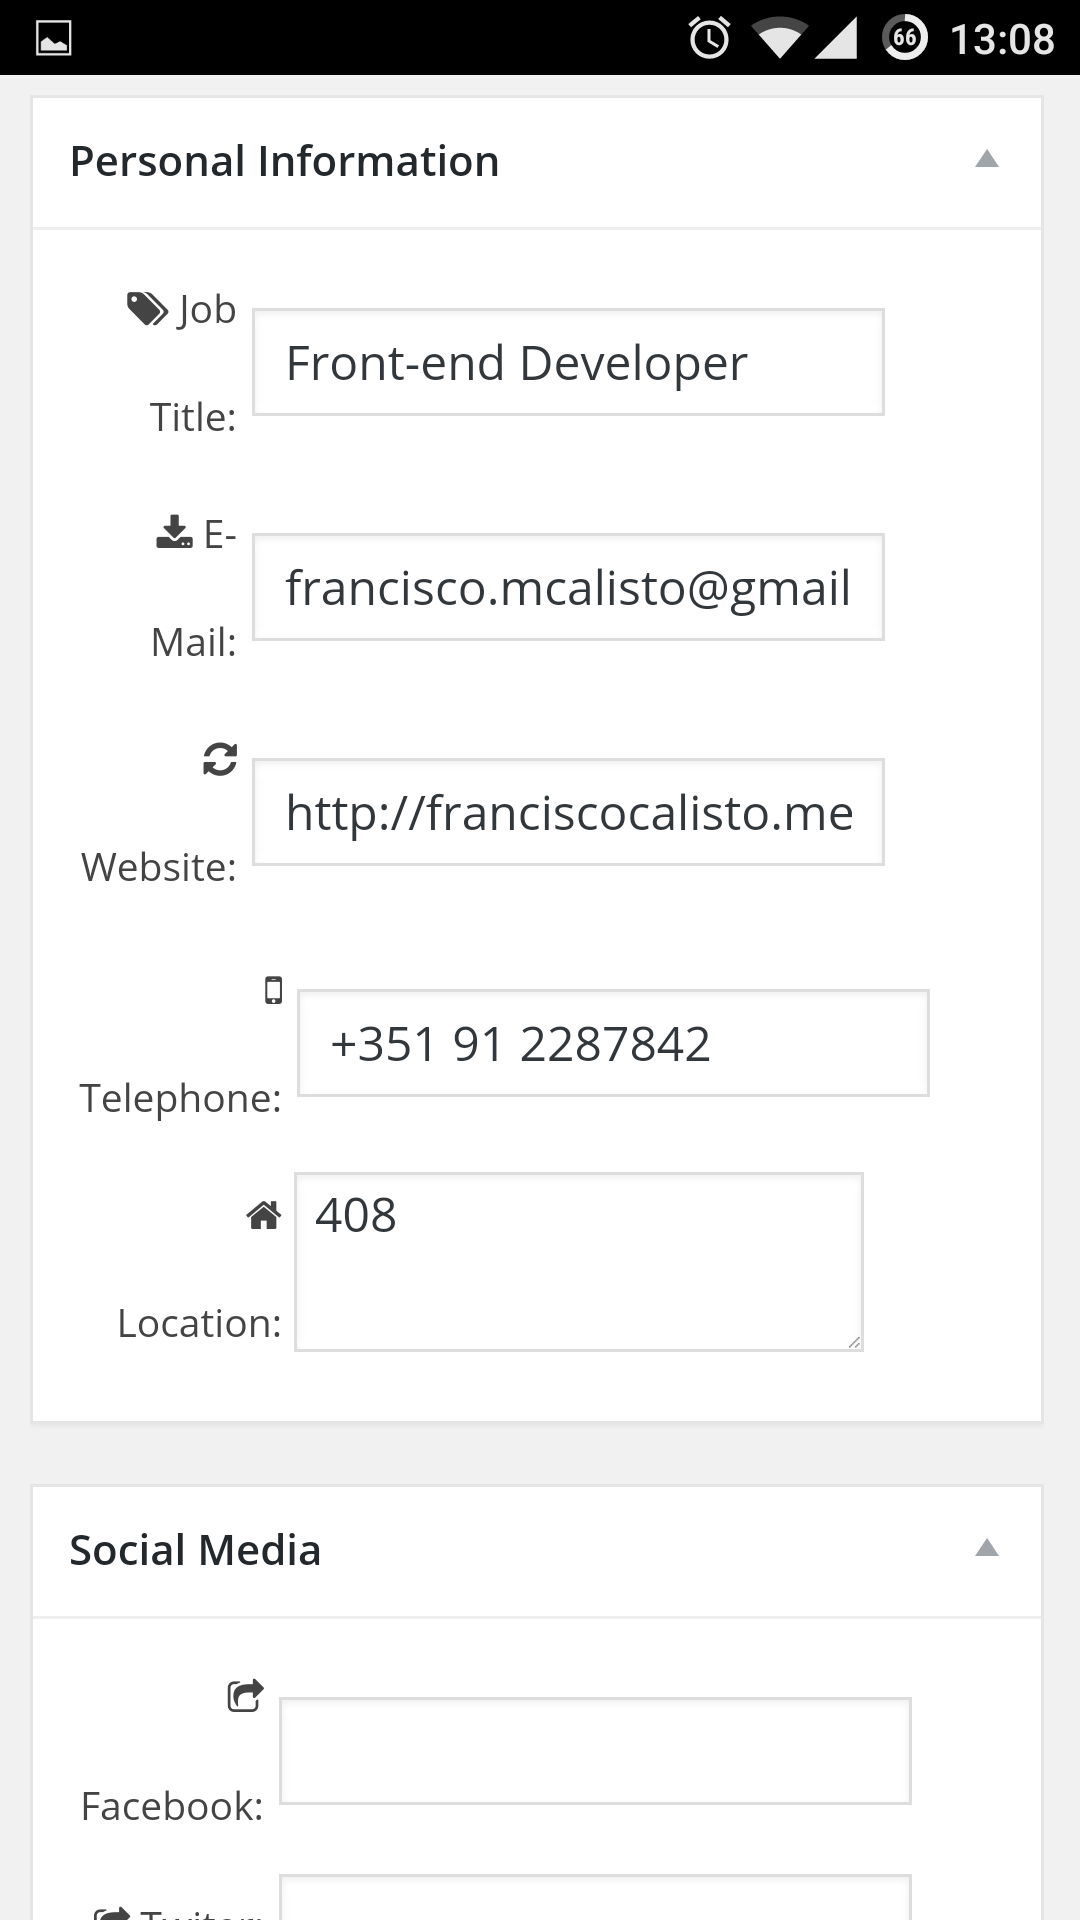 66 13:08
Personal Information
Job
Title:
Front-end Developer
E-
Mail:
francisco.mcalisto@gmail
Website:
http://franciscocalisto.me
Telephone:
+351 91 2287842
Location:
408
Social Media
Facebook: